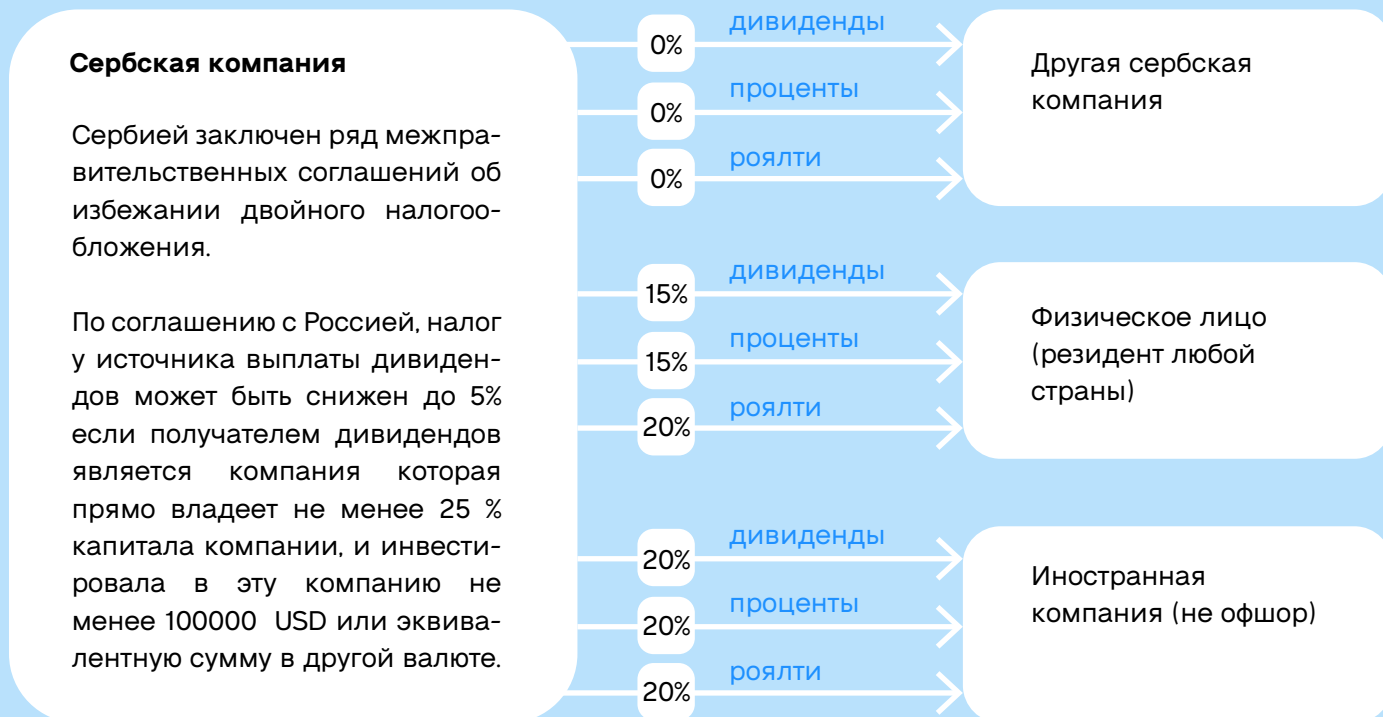 Сербская компания
Сербией заключен ряд межпра-
вительственных соглашений об
избежании двойного налогоо-
бложения.
По соглашению с Россией, налог
у источника выплаты дивиден-
дов может быть снижен до 5%
если получателем дивидендов
является компания которая
прямо владеет не менее 25 %
капитала компании, и инвести-
ровала в эту компанию не
менее 100000 USD или эквива-
лентную сумму в другой валюте.
0% дивиденды
0% проценты
0% роялти
Другая сербская
компания
15% дивиденды
15% проценты
20% роялти
Физическое лицо
(резидент любой
страны)
20% дивиденды
20% проценты
20% роялти
Иностранная
компания (не офшор)